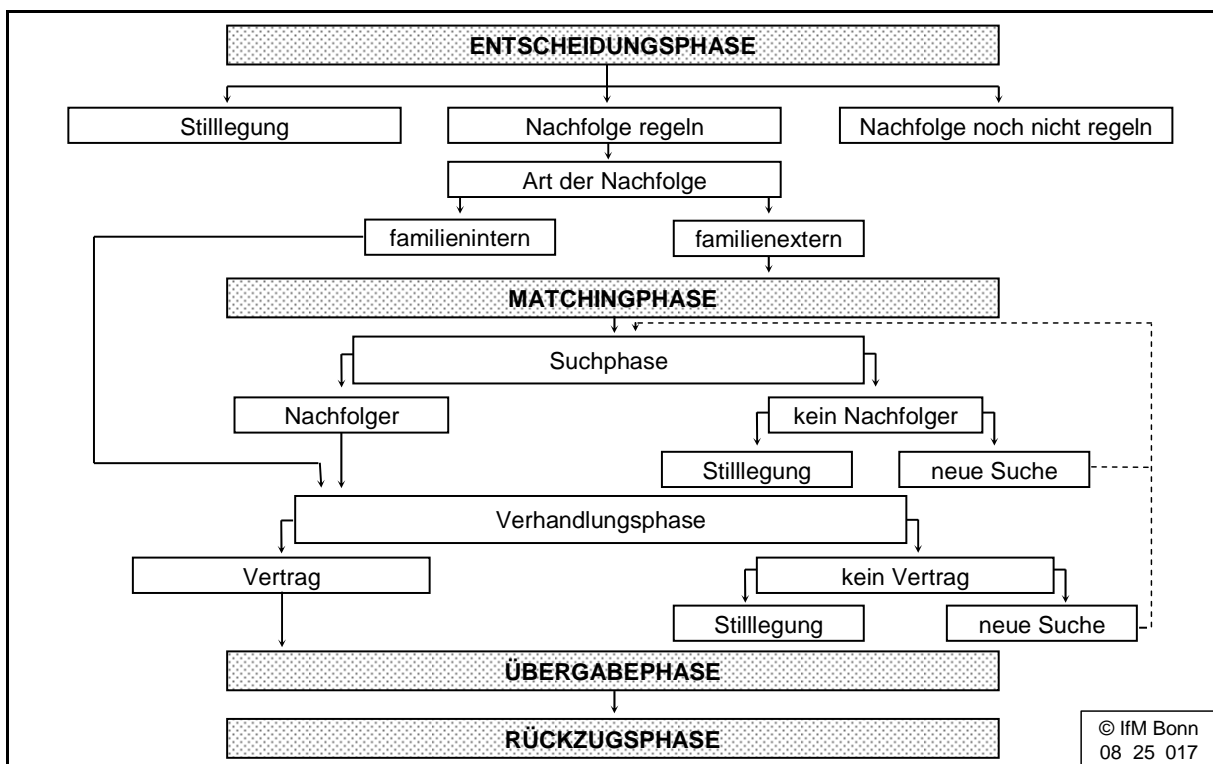 ENTSCHEIDUNGSPHASE
Stilllegung
Nachfolge regeln
Nachfolge noch nicht regeln
Art der Nachfolge
familienintern
familienextern
MATCHINGPHASE
Suchphase
Nachfolger
kein Nachfolger
Stilllegung
neue Suche
Verhandlungsphase
Vertrag
kein Vertrag
Stilllegung
neue Suche
ÜBERGABEPHASE
RÜCKZUGSPHASE
© IfM Bonn
08 25 017